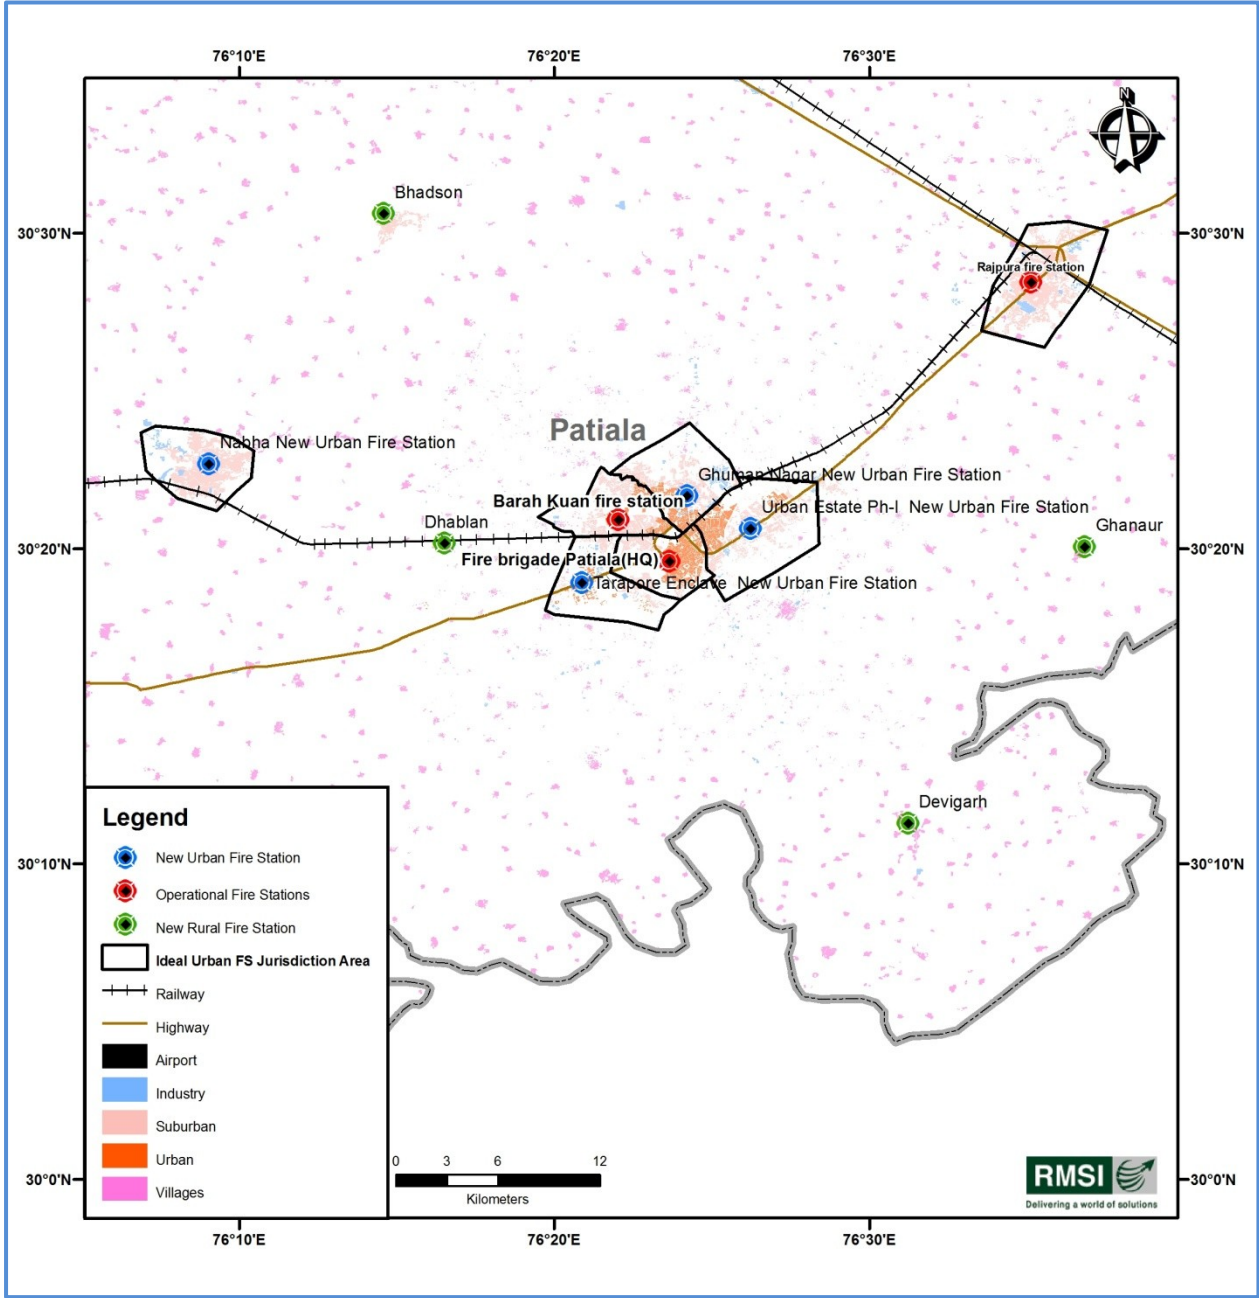 76°10'E 76°20'E 76°30'E
N
Bhadson
30°30'N 30°30'N
Rajpura fire station
Patiala
Nabha New Urban Fire Station
Ghuman Nagar New Urban Fire Station
Barah Kuan fire station
Urban Estate Ph-I New Urban Fire Station
Dhablan
Ghanaur
30°20'N 30°20'N
Fire brigade Patiala(HQ)
Tarapore Enclave New Urban Fire Station
Devigarh
30°10'N 30°10'N
Legend
New Urban Fire Station
Operational Fire Stations
New Rural Fire Station
Ideal Urban FS Jurisdiction Area
Railway
Highway
Airport
Industry
Suburban
Urban
Villages
0 3 6 12
Kilometers
RMSI
Delivering a world of solutions
30°0'N 30°0'N
76°10'E 76°20'E 76°30'E